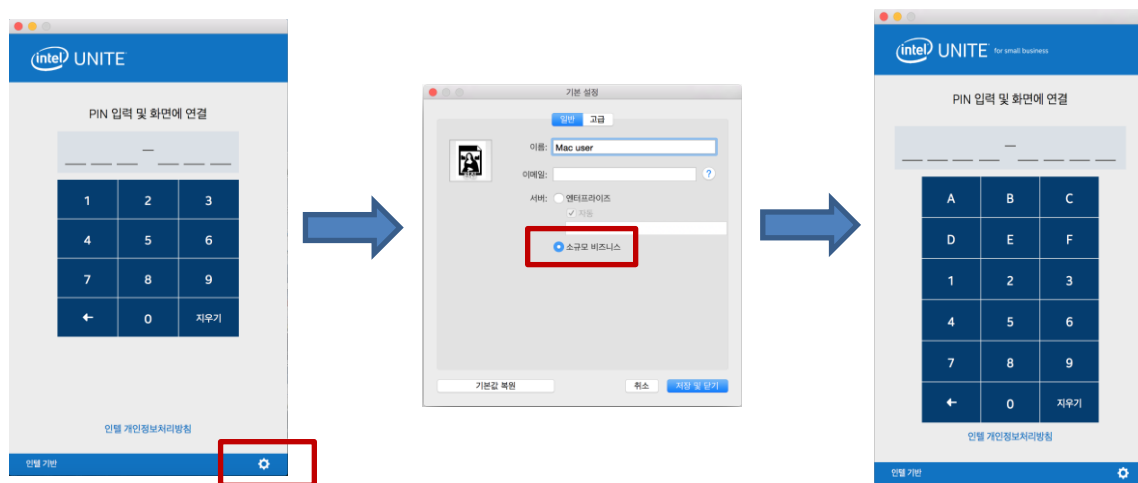 intel UNITE
PIN 입력 및 화면에 연결
1 2 3
4 5 6
7 8 9
0 지우기
인텔 개인정보처리방침
인텔 기반
기본 설정
일반 고급
이름: Mac user
이메일: ?
서버: 엔터프라이즈
자동
소규모 비즈니스
기본값 복원 취소 저장 및 닫기
intel UNITE for small business
PIN 입력 및 화면에 연결
A B C
D E F
1 2 3
4 5 6
7 8 9
0 지우기
인텔 개인정보처리방침
인텔 기반